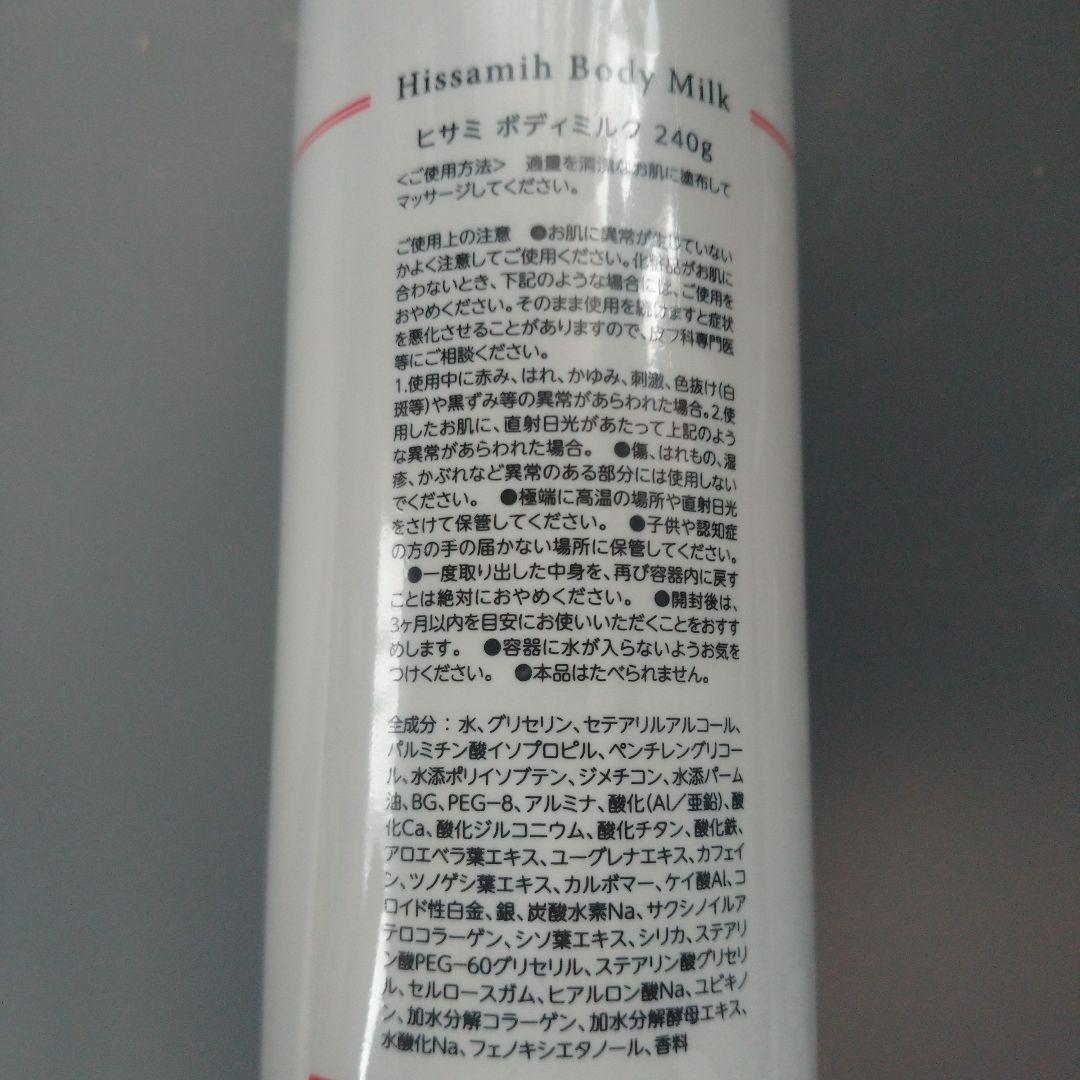 Hissamih Body Milk
ヒサミ ボディミルク 240g
<ご使用方法> 適量を清潔なお肌に塗布して
マッサージしてください。
ご使用上の注意 ●お肌に異常が生じていない
かよく注意してご使用ください。化粧品がお肌に
合わないとき、下記のような場合には、ご使用を
おやめください。そのまま使用を続けますと症状
を悪化させることがありますので、皮フ科専門医
等にご相談ください。
1.使用中に赤み、はれ、かゆみ、刺激、色抜け(白
斑等)や黒ずみ等の異常があらわれた場合。2.使
用したお肌に、直射日光があたって上記のよう
な異常があらわれた場合。 ●傷、はれもの、湿
疹、かぶれなど異常のある部分には使用しない
でください。 ●極端に高温の場所や直射日光
をさけて保管してください。 ●子供や認知症
の方の手の届かない場所に保管してください。
●一度取り出した中身を、再び容器内に戻す
ことは絶対におやめください。 ●開封後は、
3ヶ月以内を目安にお使いいただくことをおすす
めします。 ●容器に水が入らないようお気を
つけください。 ●本品はたべられません。
全成分：水、グリセリン、セテアリルアルコール、
パルミチン酸イソプロピル、ペンチレングリコー
ル、水添ポリイソブテン、ジメチコン、水添パーム
油、BG、PEG-8、アルミナ、酸化(Al／亜鉛)、酸
化Ca、酸化ジルコニウム、酸化チタン、酸化鉄、
アロエベラ葉エキス、ユーグレナエキス、カフェイ
ン、ツノゲシ葉エキス、カルボマー、ケイ酸Al、コ
ロイド性白金、銀、炭酸水素Na、サクシノイルア
テロコラーゲン、シソ葉エキス、シリカ、ステアリ
ン酸PEG-60グリセリル、ステアリン酸グリセリ
ル、セルロースガム、ヒアルロン酸Na、ユビキノ
ン、加水分解コラーゲン、加水分解酵母エキス、
水酸化Na、フェノキシエタノール、香料